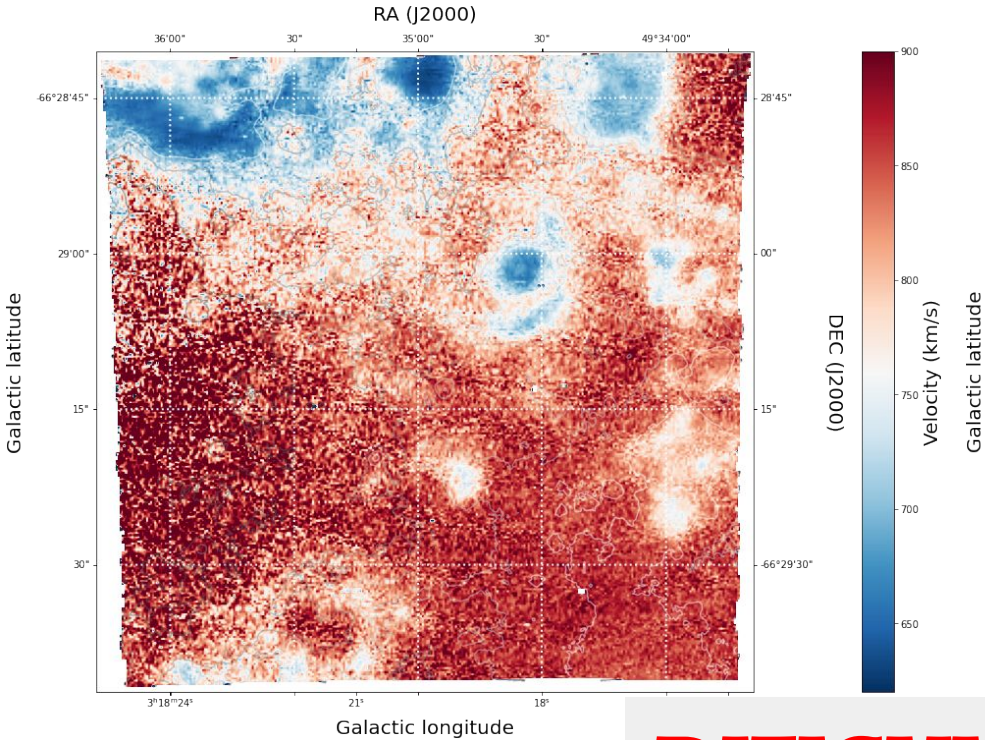 RA (J2000)
36'00" 30" 35'00" 30" 49°34'00"
-66°28'45" 28'45" 900
850
29'00" 00" 800
Galactic latitude DEC (J2000) Velocity (km/s) Galactic latitude
750
15" 15"
700
30" -66°29'30"
650
3ʰ18ᵐ24ˢ 21ˢ 18ˢ
Galactic longitude